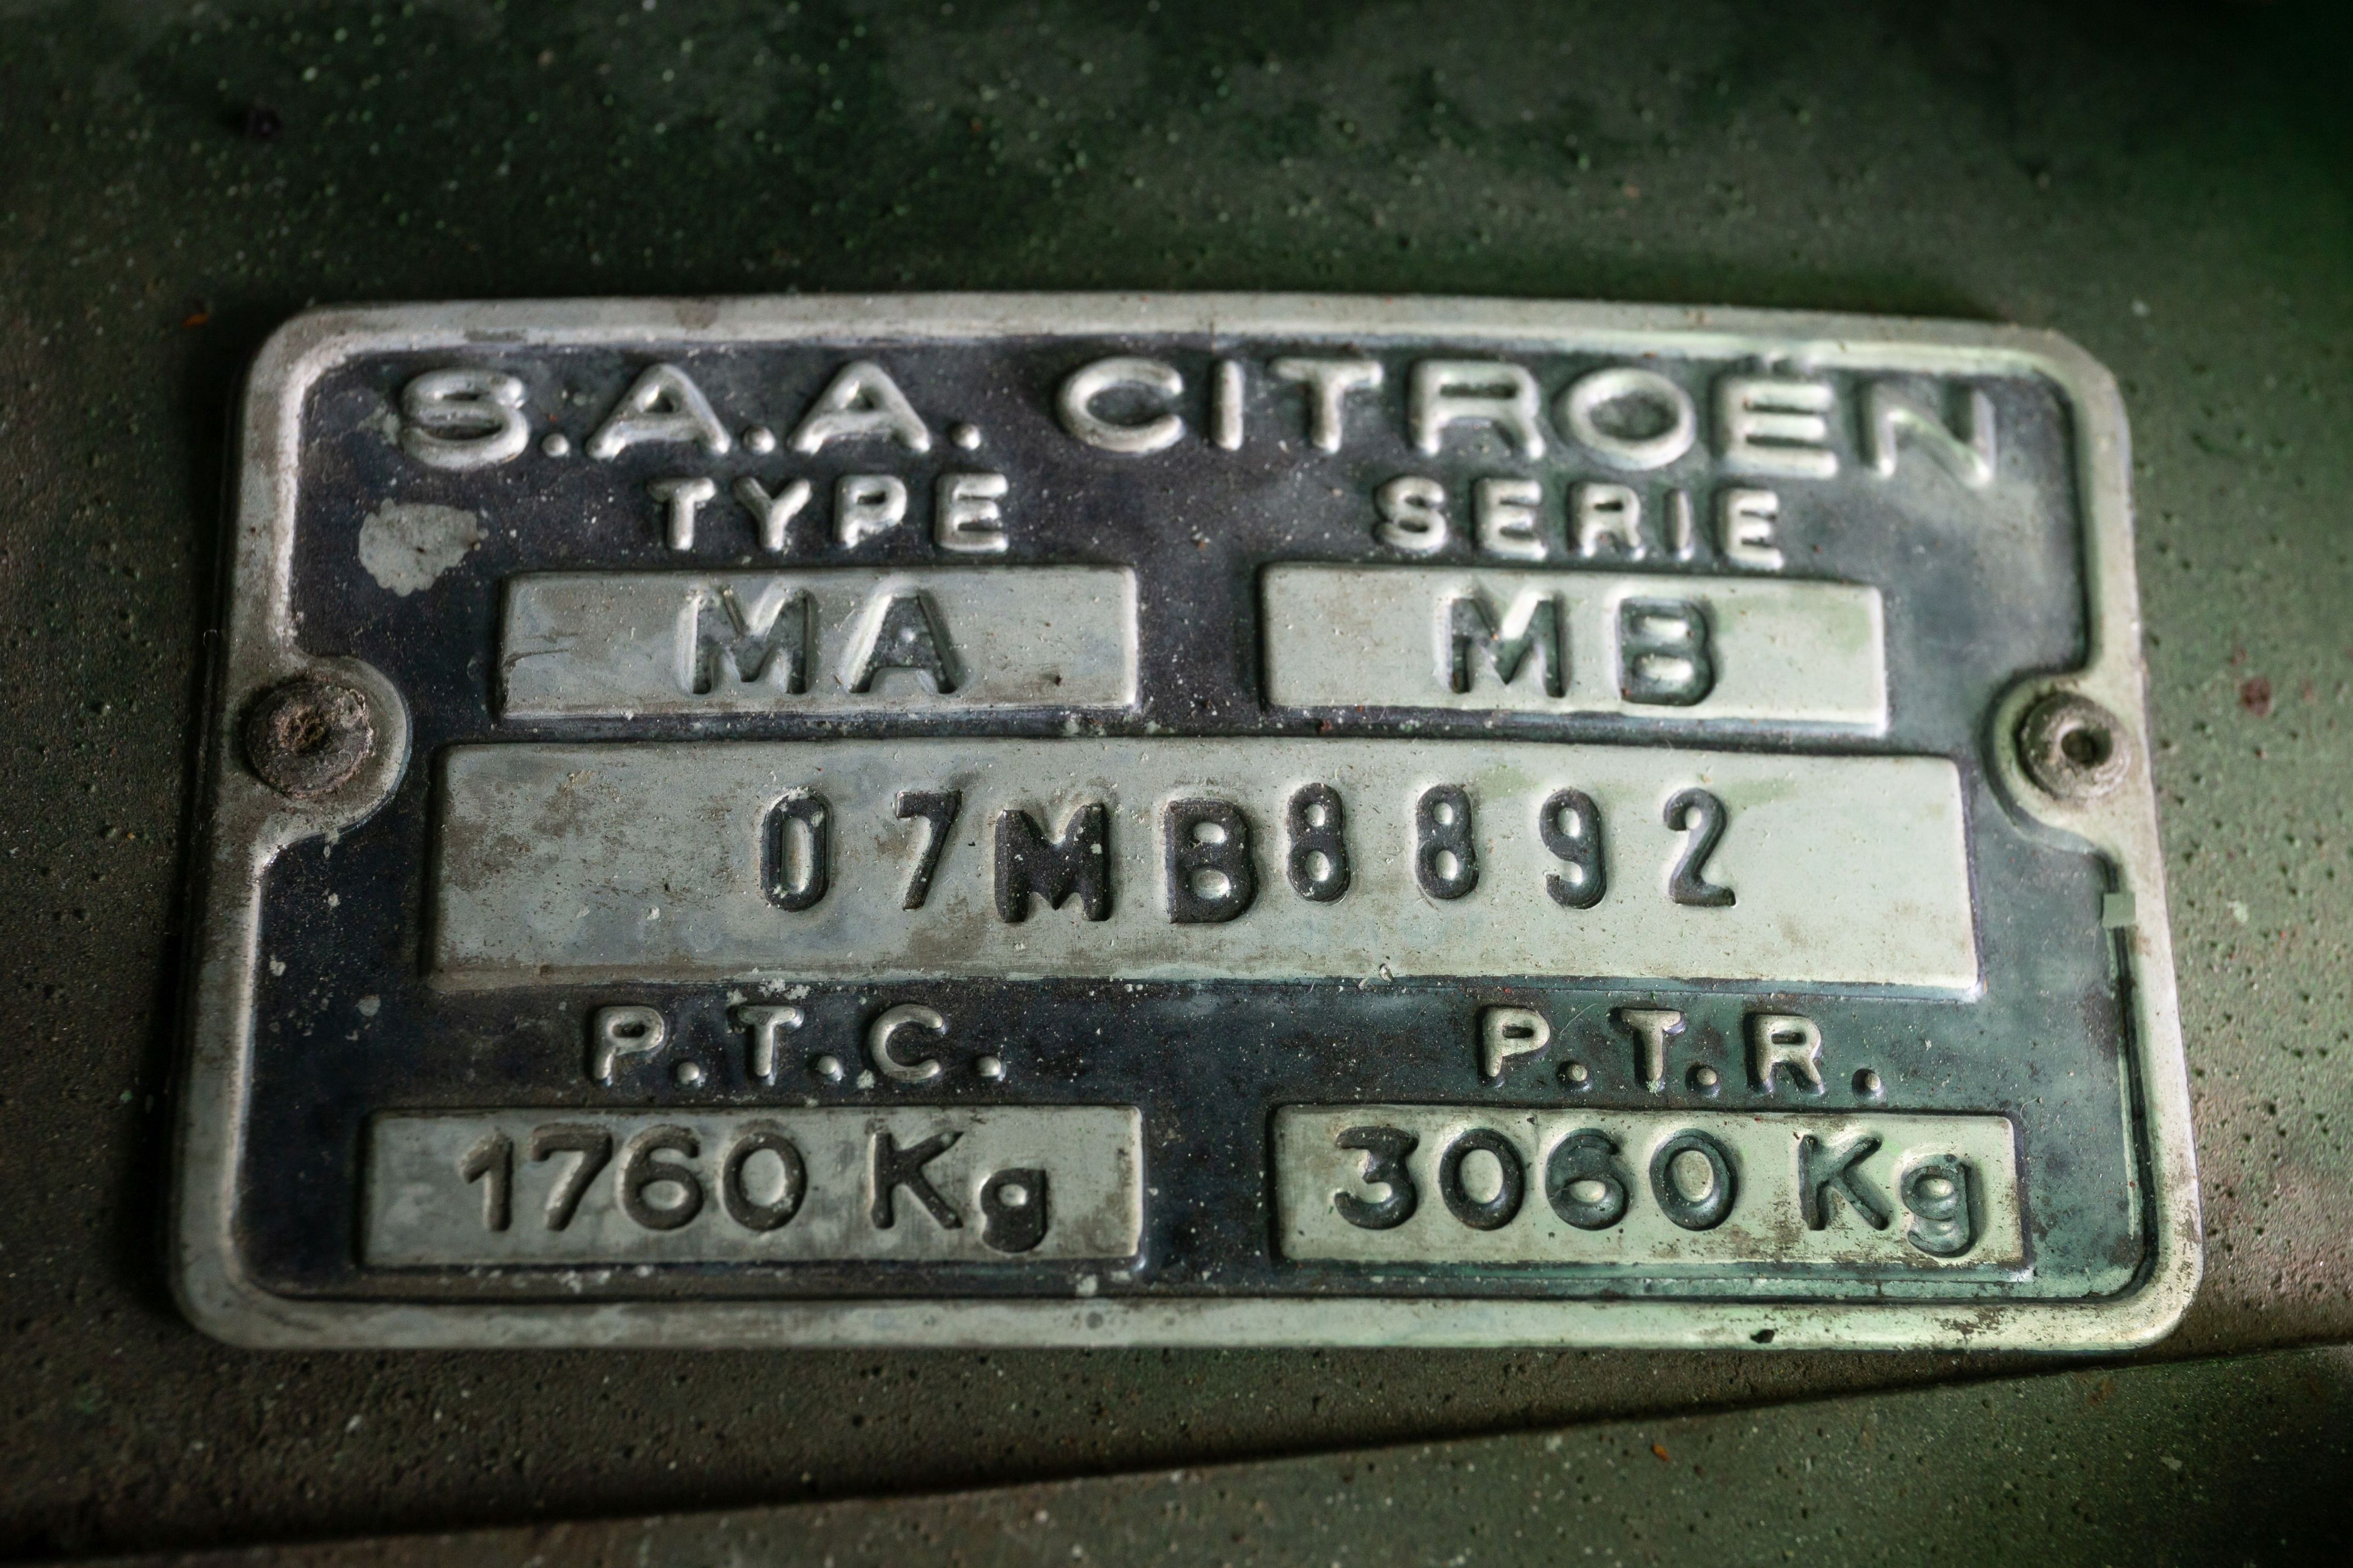 S.A.A. CITROËN
TYPE SERIE
MA MB
07MB8892
P.T.C. P.T.R.
1760 Kg 3060 Kg